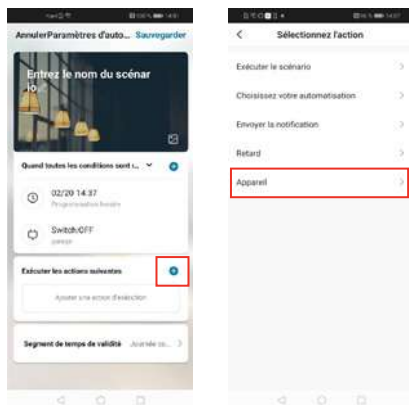 Annuler Paramètres d'auto... Sauvegarder
Entrez le nom du scénar
io
Quand toutes les conditions sont r...
02/20 14:37
Programmation horaire
Switch:OFF
Exécuter les actions suivantes
Ajouter une action d'exécution
Segment de temps de validité Journée co...
Sélectionnez l'action
Exécuter le scénario
Choisissez votre automatisation
Envoyer la notification
Retard
Appareil